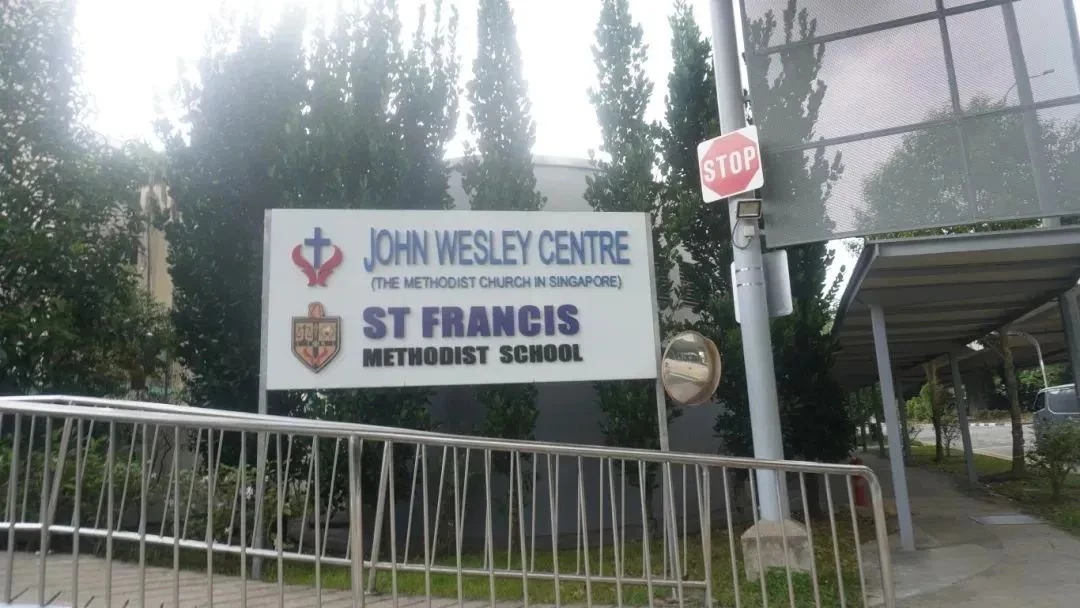 JOHN WESLEY CENTRE
(THE METHODIST CHURCH IN SINGAPORE)
ST FRANCIS
METHODIST SCHOOL
STOP